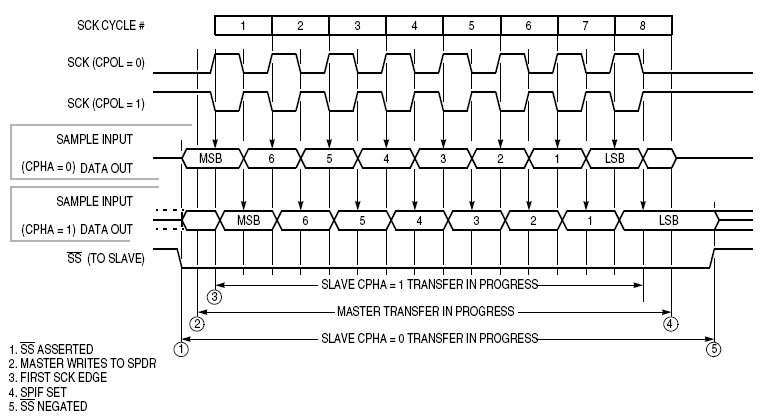 SCK CYCLE # 1 2 3 4 5 6 7 8
SCK (CPOL = 0)
SCK (CPOL = 1)
SAMPLE INPUT
(CPHA = 0) DATA OUT MSB 6 5 4 3 2 1 LSB
SAMPLE INPUT
(CPHA = 1) DATA OUT MSB 6 5 4 3 2 1 LSB
SS (TO SLAVE)
SLAVE CPHA = 1 TRANSFER IN PROGRESS
3
MASTER TRANSFER IN PROGRESS
2 4
SLAVE CPHA = 0 TRANSFER IN PROGRESS
1 5
1. SS ASSERTED
2. MASTER WRITES TO SPDR
3. FIRST SCK EDGE
4. SPIF SET
5. SS NEGATED